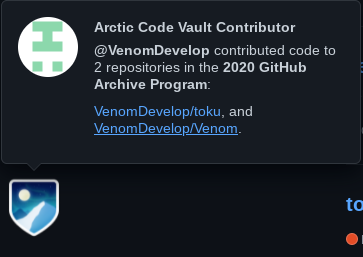 Arctic Code Vault Contributor
@VenomDevelop contributed code to
2 repositories in the 2020 GitHub
Archive Program:
VenomDevelop/toku, and
VenomDevelop/Venom.
to